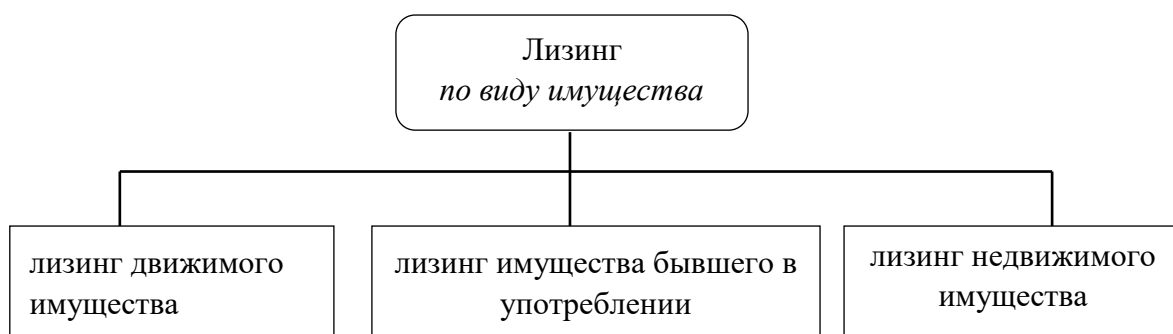 Лизинг
по виду имущества
лизинг движимого
имущества
лизинг имущества бывшего в
употреблении
лизинг недвижимого
имущества